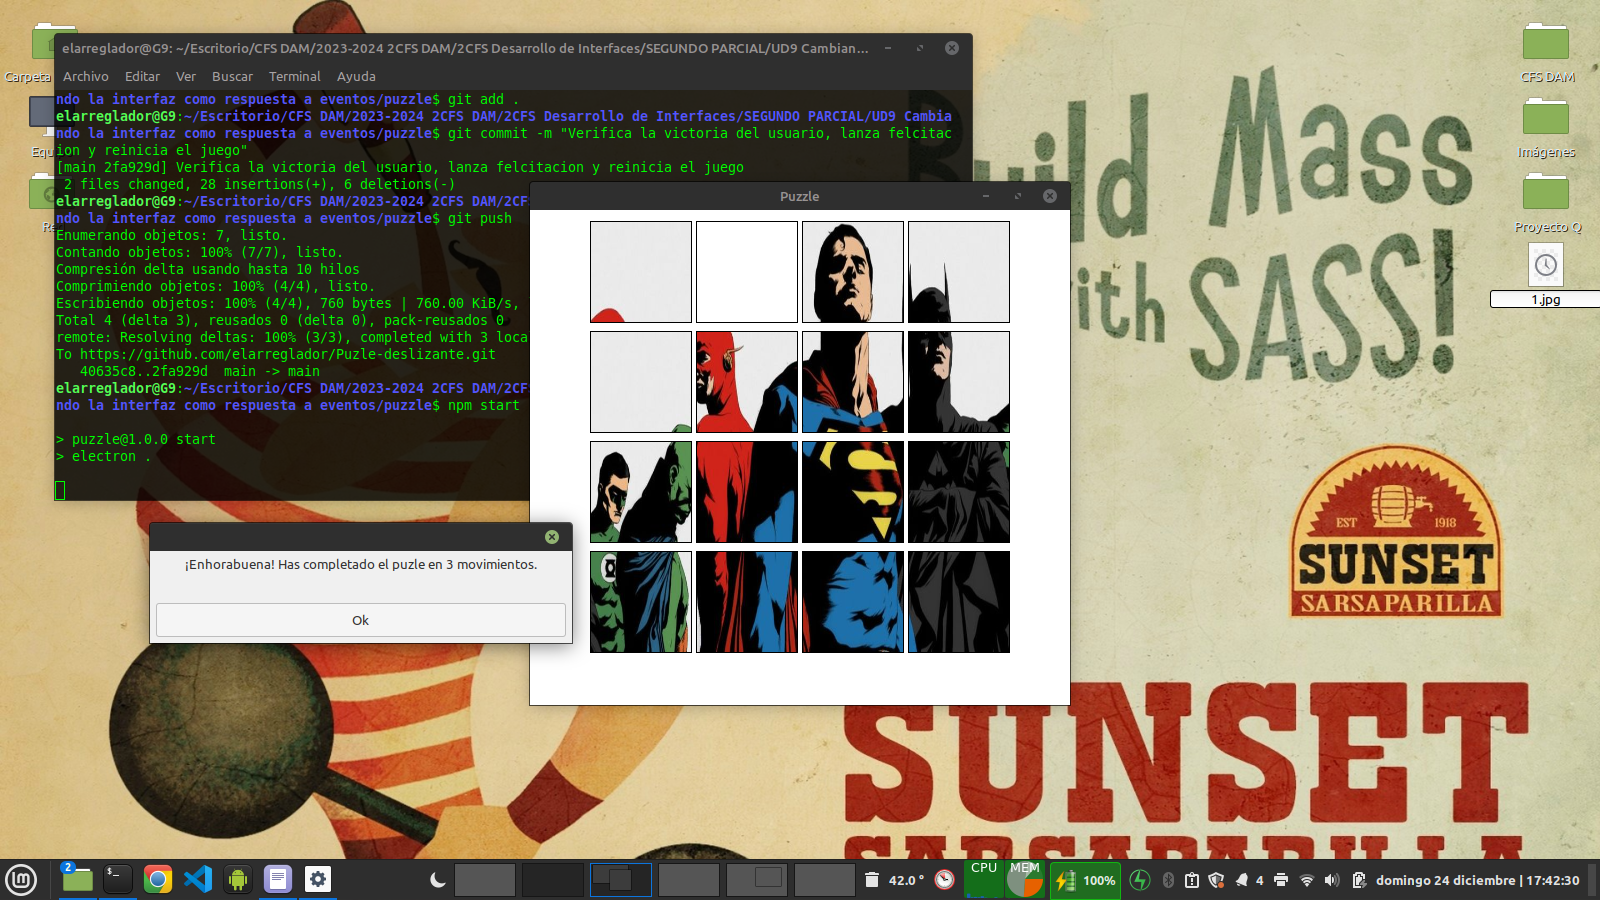 elarreglador@G9: ~/Escritorio/CFS DAM/2023-2024 2CFS DAM/2CFS Desarrollo de Interfaces/SEGUNDO PARCIAL/UD9 Cambian...
Archivo Editar Ver Buscar Terminal Ayuda
ndo la interfaz como respuesta a eventos/puzzle$ git add .
elarreglador@G9:~/Escritorio/CFS DAM/2023-2024 2CFS DAM/2CFS Desarrollo de Interfaces/SEGUNDO PARCIAL/UD9 Cambia
ndo la interfaz como respuesta a eventos/puzzle$ git commit -m "Verifica la victoria del usuario, lanza felcitac
ion y reinicia el juego"
[main 2fa929d] Verifica la victoria del usuario, lanza felcitacion y reinicia el juego
2 files changed, 28 insertions(+), 6 deletions(-)
elarreglador@G9:~/Escritorio/CFS DAM/2023-2024 2CFS DAM/2CF
ndo la interfaz como respuesta a eventos/puzzle$ git push
Enumerando objetos: 7, listo.
Contando objetos: 100% (7/7), listo.
Compresión delta usando hasta 10 hilos
Comprimiendo objetos: 100% (4/4), listo.
Escribiendo objetos: 100% (4/4), 760 bytes | 760.00 KiB/s,
Total 4 (delta 3), reusados 0 (delta 0), pack-reusados 0
remote: Resolving deltas: 100% (3/3), completed with 3 loca
To https://github.com/elarreglador/Puzle-deslizante.git
40635c8..2fa929d main -> main
elarreglador@G9:~/Escritorio/CFS DAM/2023-2024 2CFS DAM/2CF
ndo la interfaz como respuesta a eventos/puzzle$ npm start
> puzzle@1.0.0 start
> electron .
Puzzle
¡Enhorabuena! Has completado el puzle en 3 movimientos.
Ok
Carpeta
Equ
Re
CFS DAM
Imágenes
Proyecto Q
1.jpg
Build Mass
with SASS!
EST 1918
SUNSET
SARSAPARILLA
SUNSET
SARSAPARILLA
2
$_
lm
42.0 °
CPU
MEM
100%
4
domingo 24 diciembre | 17:42:30